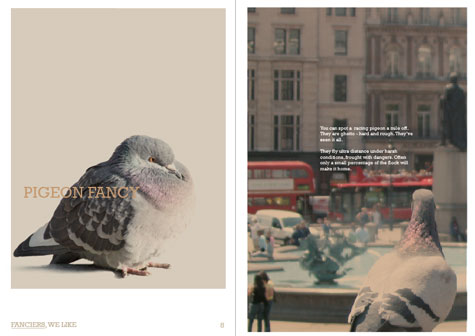 PIGEON FANCY
You can spot a racing pigeon a mile off.
They are ghetto - hard and rough. They've
seen it all.
They fly ultra distance under harsh
conditions, frought with dangers. Often
only a small percentage of the flock will
make it home.
FANCIERS, WE LIKE.